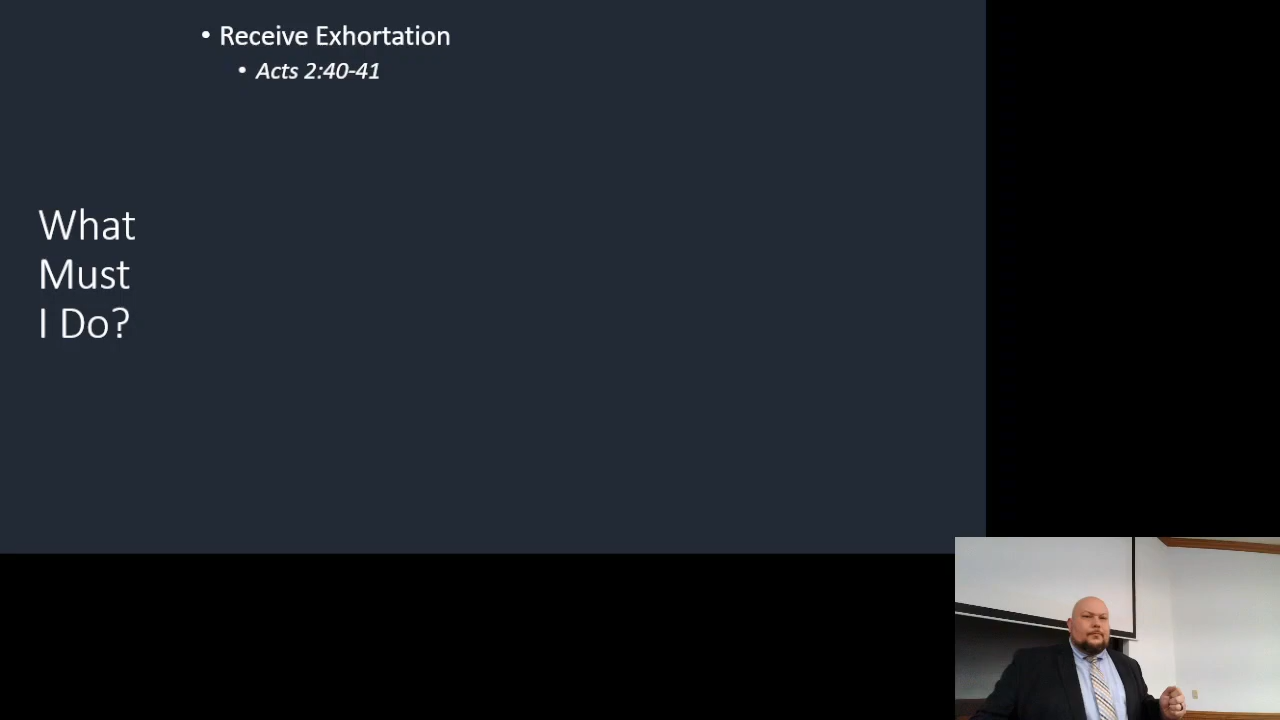 • Receive Exhortation
• Acts 2:40-41
What
Must
I Do?